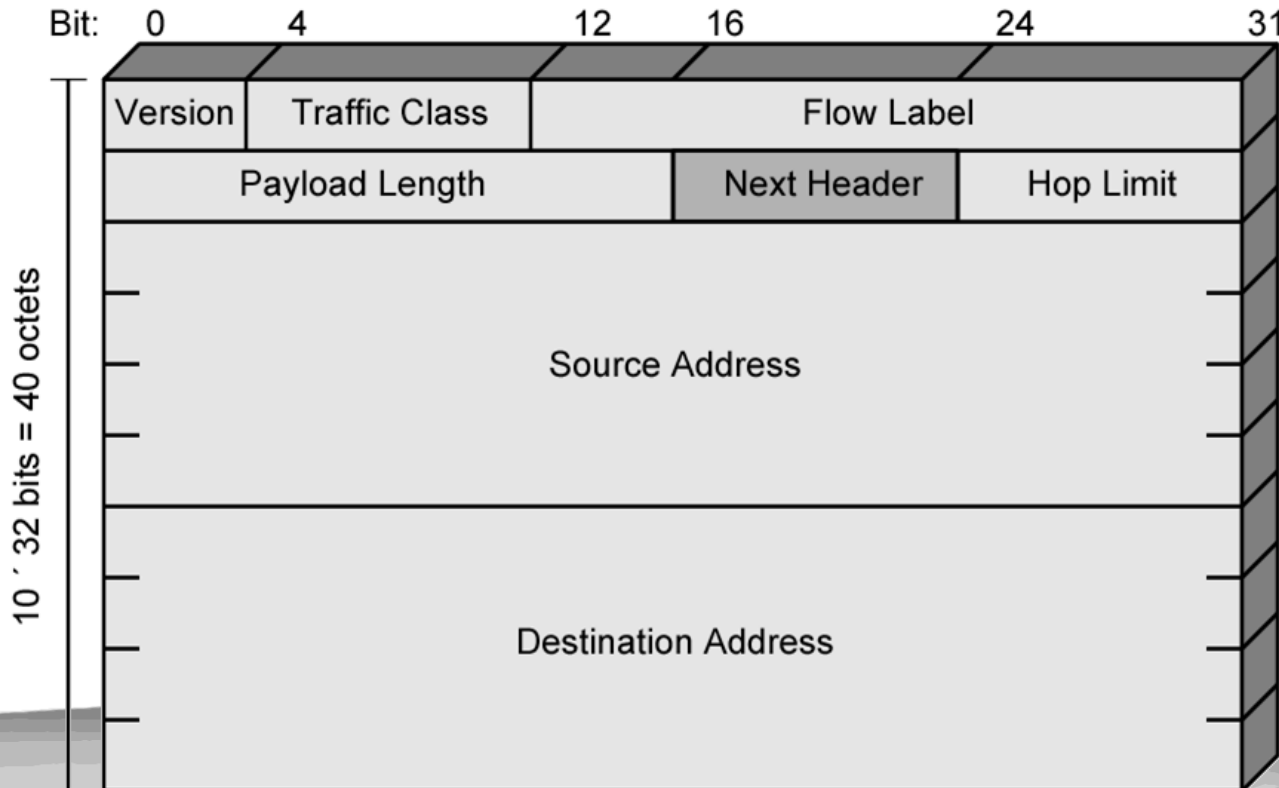 Bit: 0 4 12 16 24 31
Version Traffic Class Flow Label
Payload Length Next Header Hop Limit
10 ´ 32 bits = 40 octets
Source Address
Destination Address